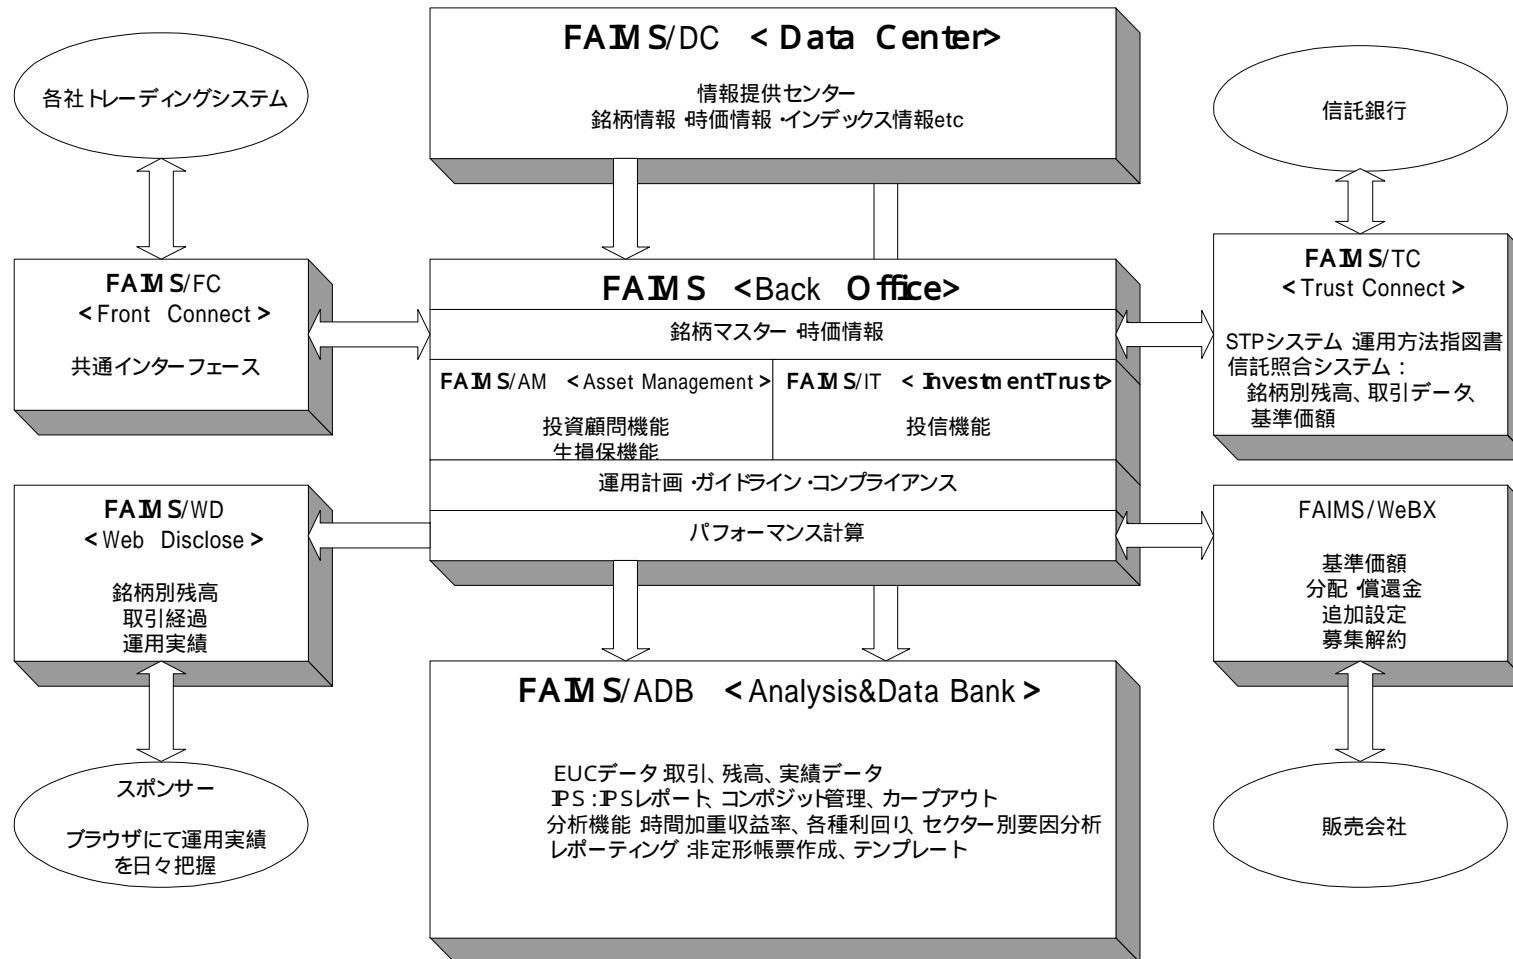 FAIMS/DC <Data Center>
情報提供センター
銘柄情報・時価情報・インデックス情報etc
各社トレーディングシステム
信託銀行
FAIMS/FC
<Front Connect>
共通インターフェース
FAIMS <Back Office>
銘柄マスター・時価情報
FAIMS/AM <Asset Management>
投資顧問機能
生損保機能
FAIMS/IT <InvestmentTrust>
投信機能
運用計画・ガイドライン・コンプライアンス
パフォーマンス計算
FAIMS/TC
<Trust Connect>
STPシステム:運用方法指図書
信託照合システム:
銘柄別残高、取引データ、
基準価額
FAIMS/WD
<Web Disclose>
銘柄別残高
取引経過
運用実績
FAIMS/WeBX
基準価額
分配・償還金
追加設定
募集解約
FAIMS/ADB <Analysis&Data Bank>
EUCデータ:取引、残高、実績データ
IPS:IPSレポート、コンポジット管理、カーブアウト
分析機能:時間加重収益率、各種利回り、セクター別要因分析
レポーティング:非定形帳票作成、テンプレート
スポンサー
ブラウザにて運用実績
を日々把握
販売会社